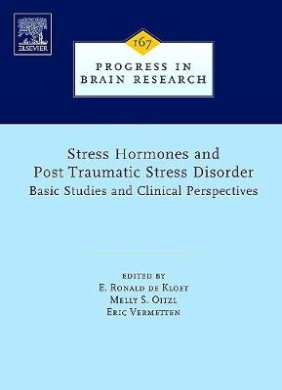 ELSEVIER
167
PROGRESS IN
BRAIN RESEARCH
Stress Hormones and
Post Traumatic Stress Disorder
Basic Studies and Clinical Perspectives
EDITED BY
E. RONALD DE KLOET
MELLY S. OITZL
ERIC VERMETTEN